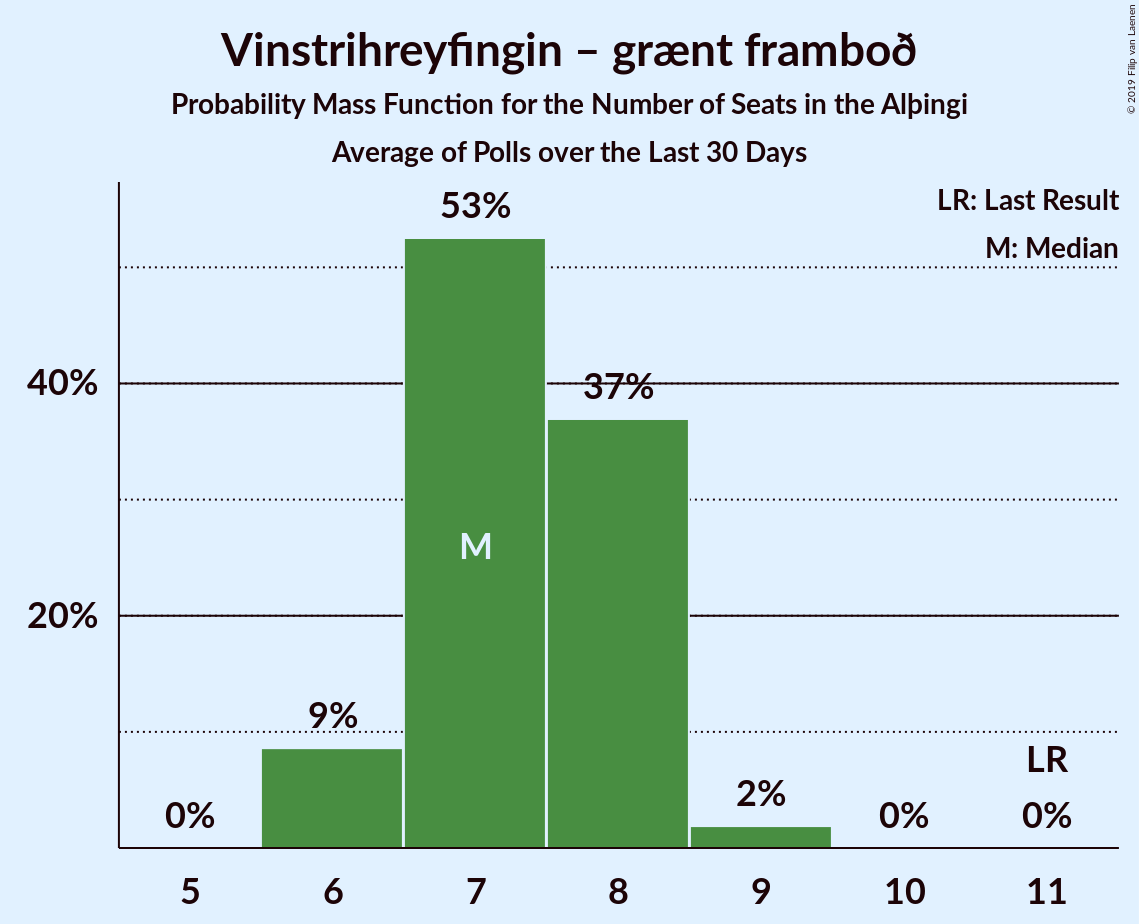 Vinstrihreyfingin – grænt framboð
Probability Mass Function for the Number of Seats in the Alþingi
Average of Polls over the Last 30 Days
© 2019 Filip van Laenen
LR: Last Result
M: Median
53%
40%
37%
M
20%
9%
LR
0%
2%
0%
0%
5
6
7
8
9
10
11